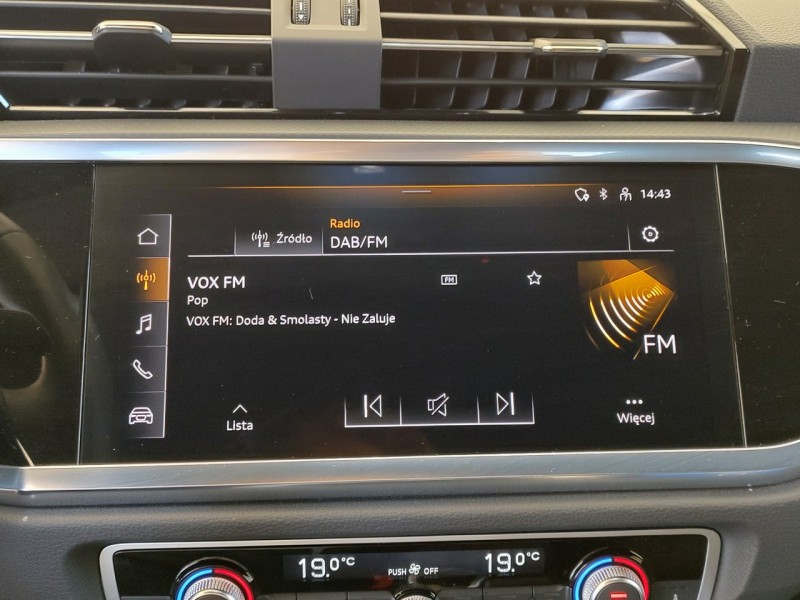 14:43
Źródło
Radio
DAB/FM
VOX FM
FM
Pop
VOX FM: Doda & Smolasty - Nie Zaluje
FM
Lista
Więcej
19.0°C
PUSH OFF
19.0°C